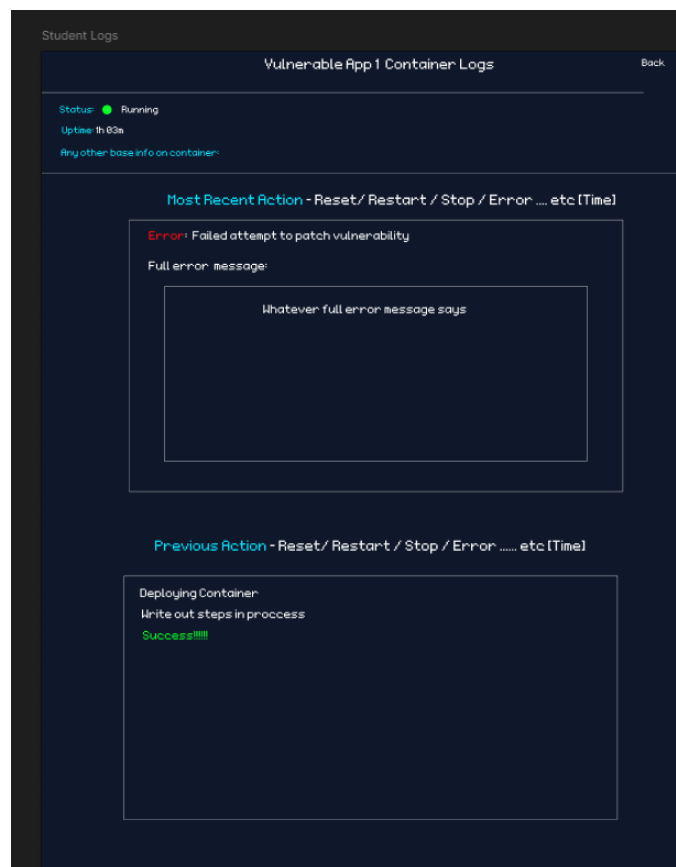 Student Logs
Vulnerable App 1 Container Logs
Back
Status: Running
Uptime: 1h 03m
Any other base info on container:
Most Recent Action - Reset/ Restart / Stop / Error .... etc [Time]
Error: Failed attempt to patch vulnerability
Full error message:
Whatever full error message says
Previous Action - Reset/ Restart / Stop / Error ...... etc [Time]
Deploying Container
Write out steps in proccess
Success!!!!!!